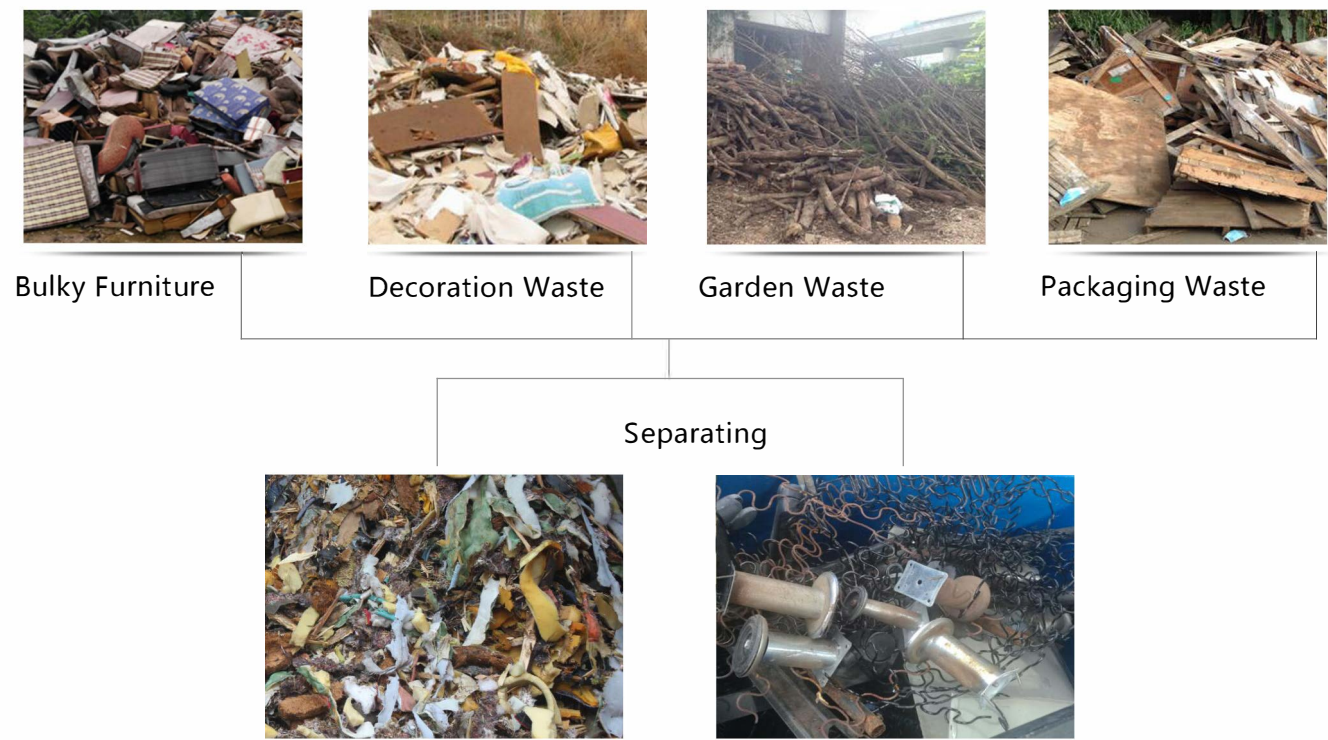 Bulky Furniture
Decoration Waste
Garden Waste
Packaging Waste
Separating